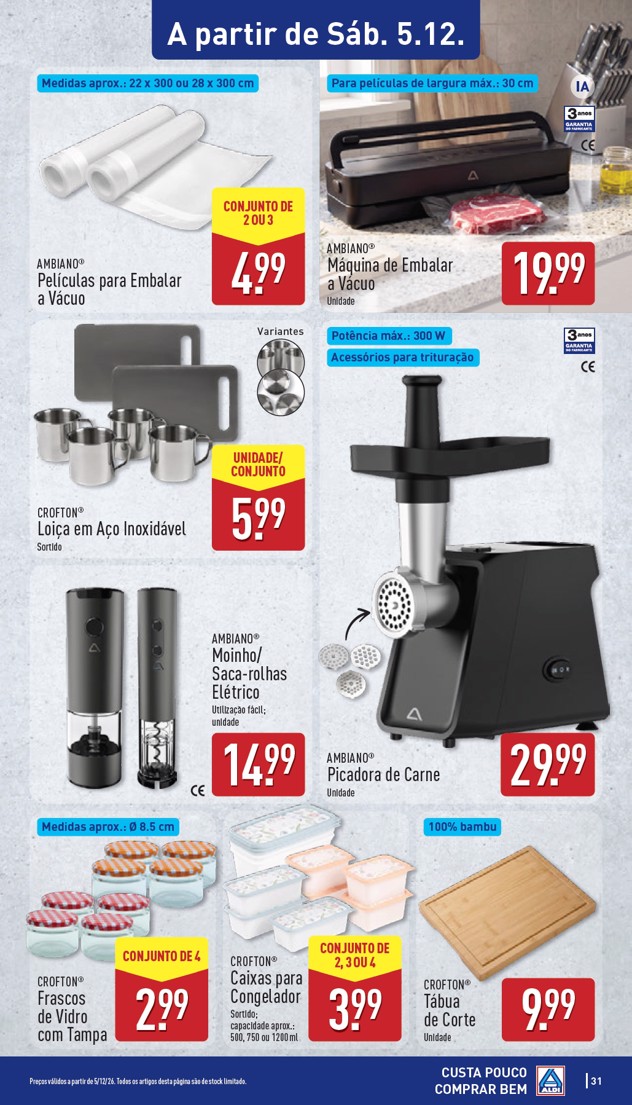 A partir de Sáb. 5.12.
Medidas aprox.: 22 x 300 ou 28 x 300 cm
CONJUNTO DE
2 OU 3
4.99
AMBIANO®
Películas para Embalar
a Vácuo
Para películas de largura máx.: 30 cm
IA
3 anos
GARANTIA
DO FABRICANTE
CE
AMBIANO®
Máquina de Embalar
a Vácuo
Unidade
19.99
Variantes
UNIDADE/
CONJUNTO
5.99
CROFTON®
Loiça em Aço Inoxidável
Sortido
Potência máx.: 300 W
Acessórios para trituração
3 anos
GARANTIA
DO FABRICANTE
CE
AMBIANO®
Picadora de Carne
Unidade
29.99
AMBIANO®
Moinho/
Saca-rolhas
Elétrico
Utilização fácil;
unidade
CE
14.99
Medidas aprox.: Ø 8.5 cm
CONJUNTO DE 4
2.99
CROFTON®
Frascos
de Vidro
com Tampa
CROFTON®
Caixas para
Congelador
Sortido;
capacidade aprox.:
500, 750 ou 1200 ml
CONJUNTO DE
2, 3 OU 4
3.99
100% bambu
CROFTON®
Tábua
de Corte
Unidade
9.99
Preços válidos a partir de 5/12/26. Todos os artigos desta página são de stock limitado.
CUSTA POUCO
COMPRAR BEM
ALDI
31